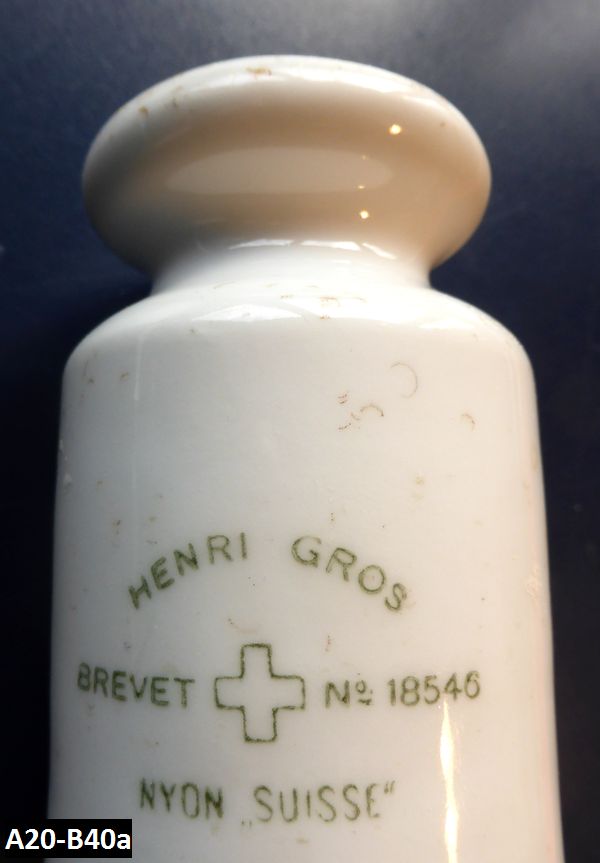 HENRI GROS
BREVET Nº 18546
NYON „SUISSE“
A20-B40a